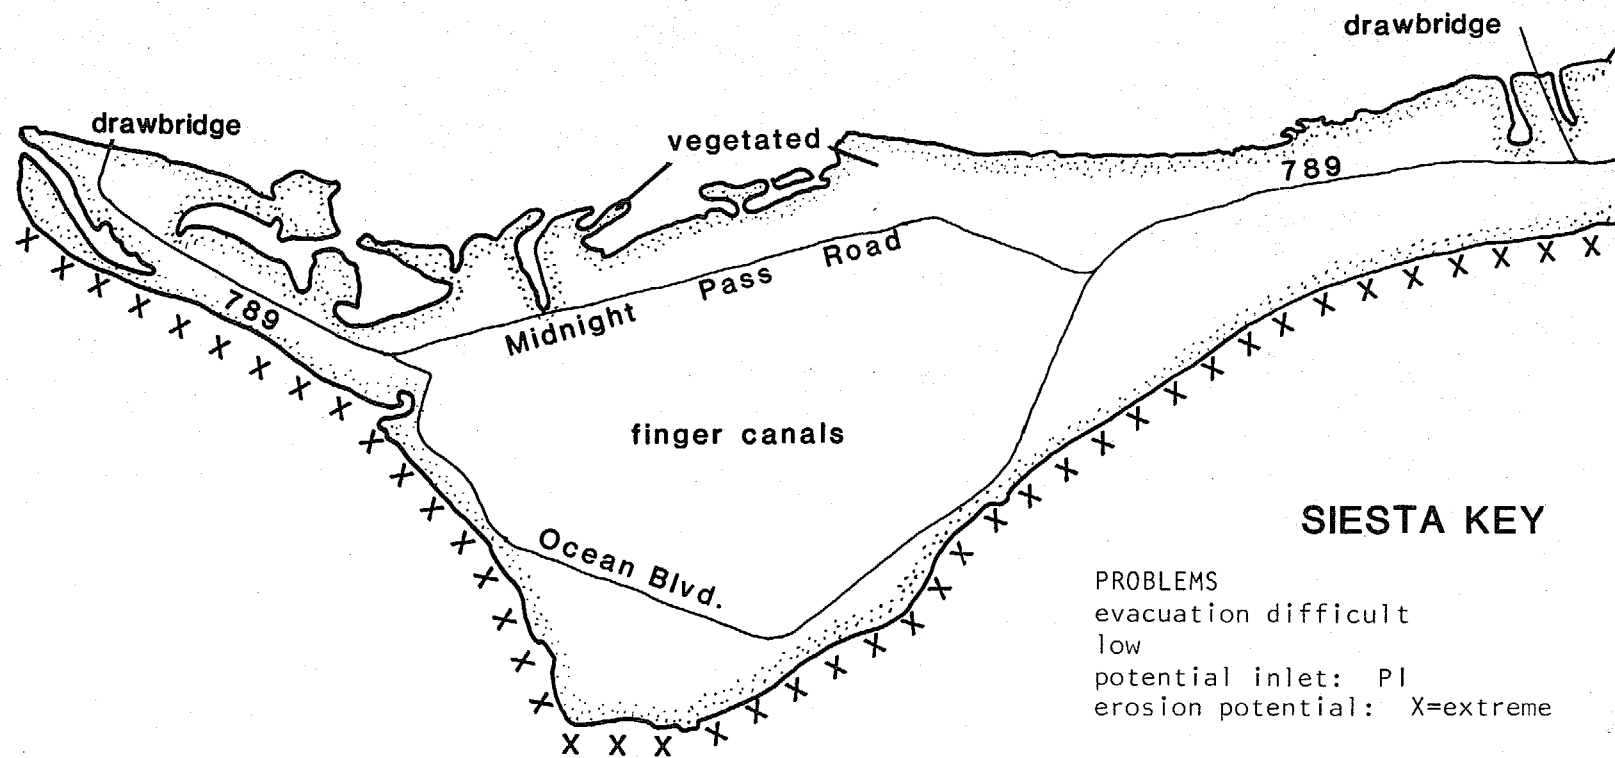 drawbridge
drawbridge
vegetated
789
Midnight Pass Road
789
finger canals
Ocean Blvd.
SIESTA KEY
PROBLEMS
evacuation difficult
low
potential inlet: PI
erosion potential: X=extreme
X X X X X X X X X X X X X X X X X X X X X X X X X X X X X X X X X X X X X X X X X X